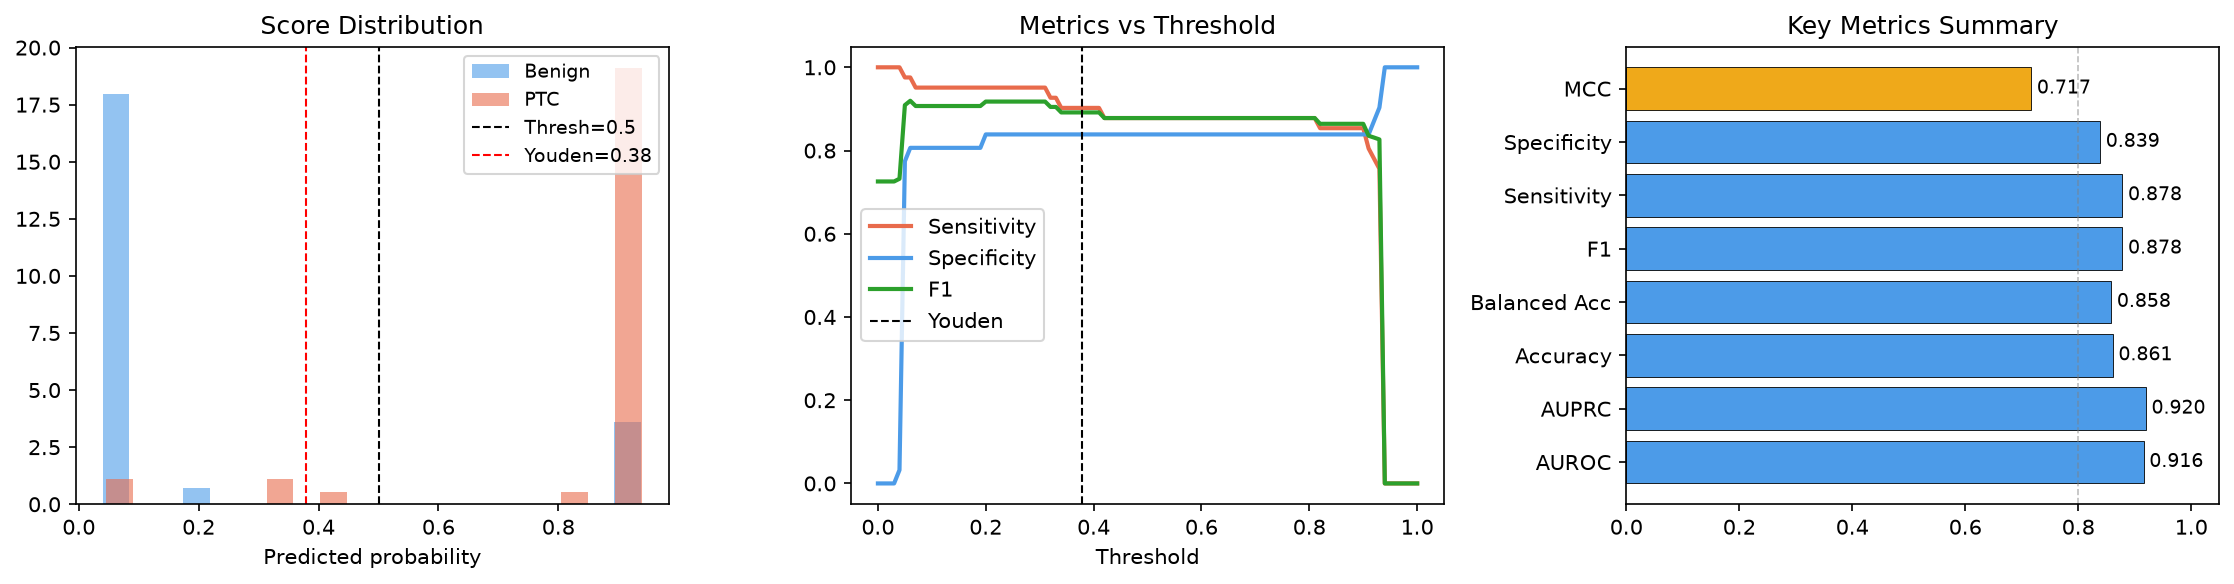 Score Distribution
20.0
17.5
15.0
12.5
10.0
7.5
5.0
2.5
0.0
Benign
PTC
Thresh=0.5
Youden=0.38
0.0 0.2 0.4 0.6 0.8
Predicted probability
Metrics vs Threshold
1.0
0.8
0.6
0.4
0.2
0.0
Sensitivity
Specificity
F1
Youden
0.0 0.2 0.4 0.6 0.8 1.0
Threshold
Key Metrics Summary
MCC 0.717
Specificity 0.839
Sensitivity 0.878
F1 0.878
Balanced Acc 0.858
Accuracy 0.861
AUPRC 0.920
AUROC 0.916
0.0 0.2 0.4 0.6 0.8 1.0